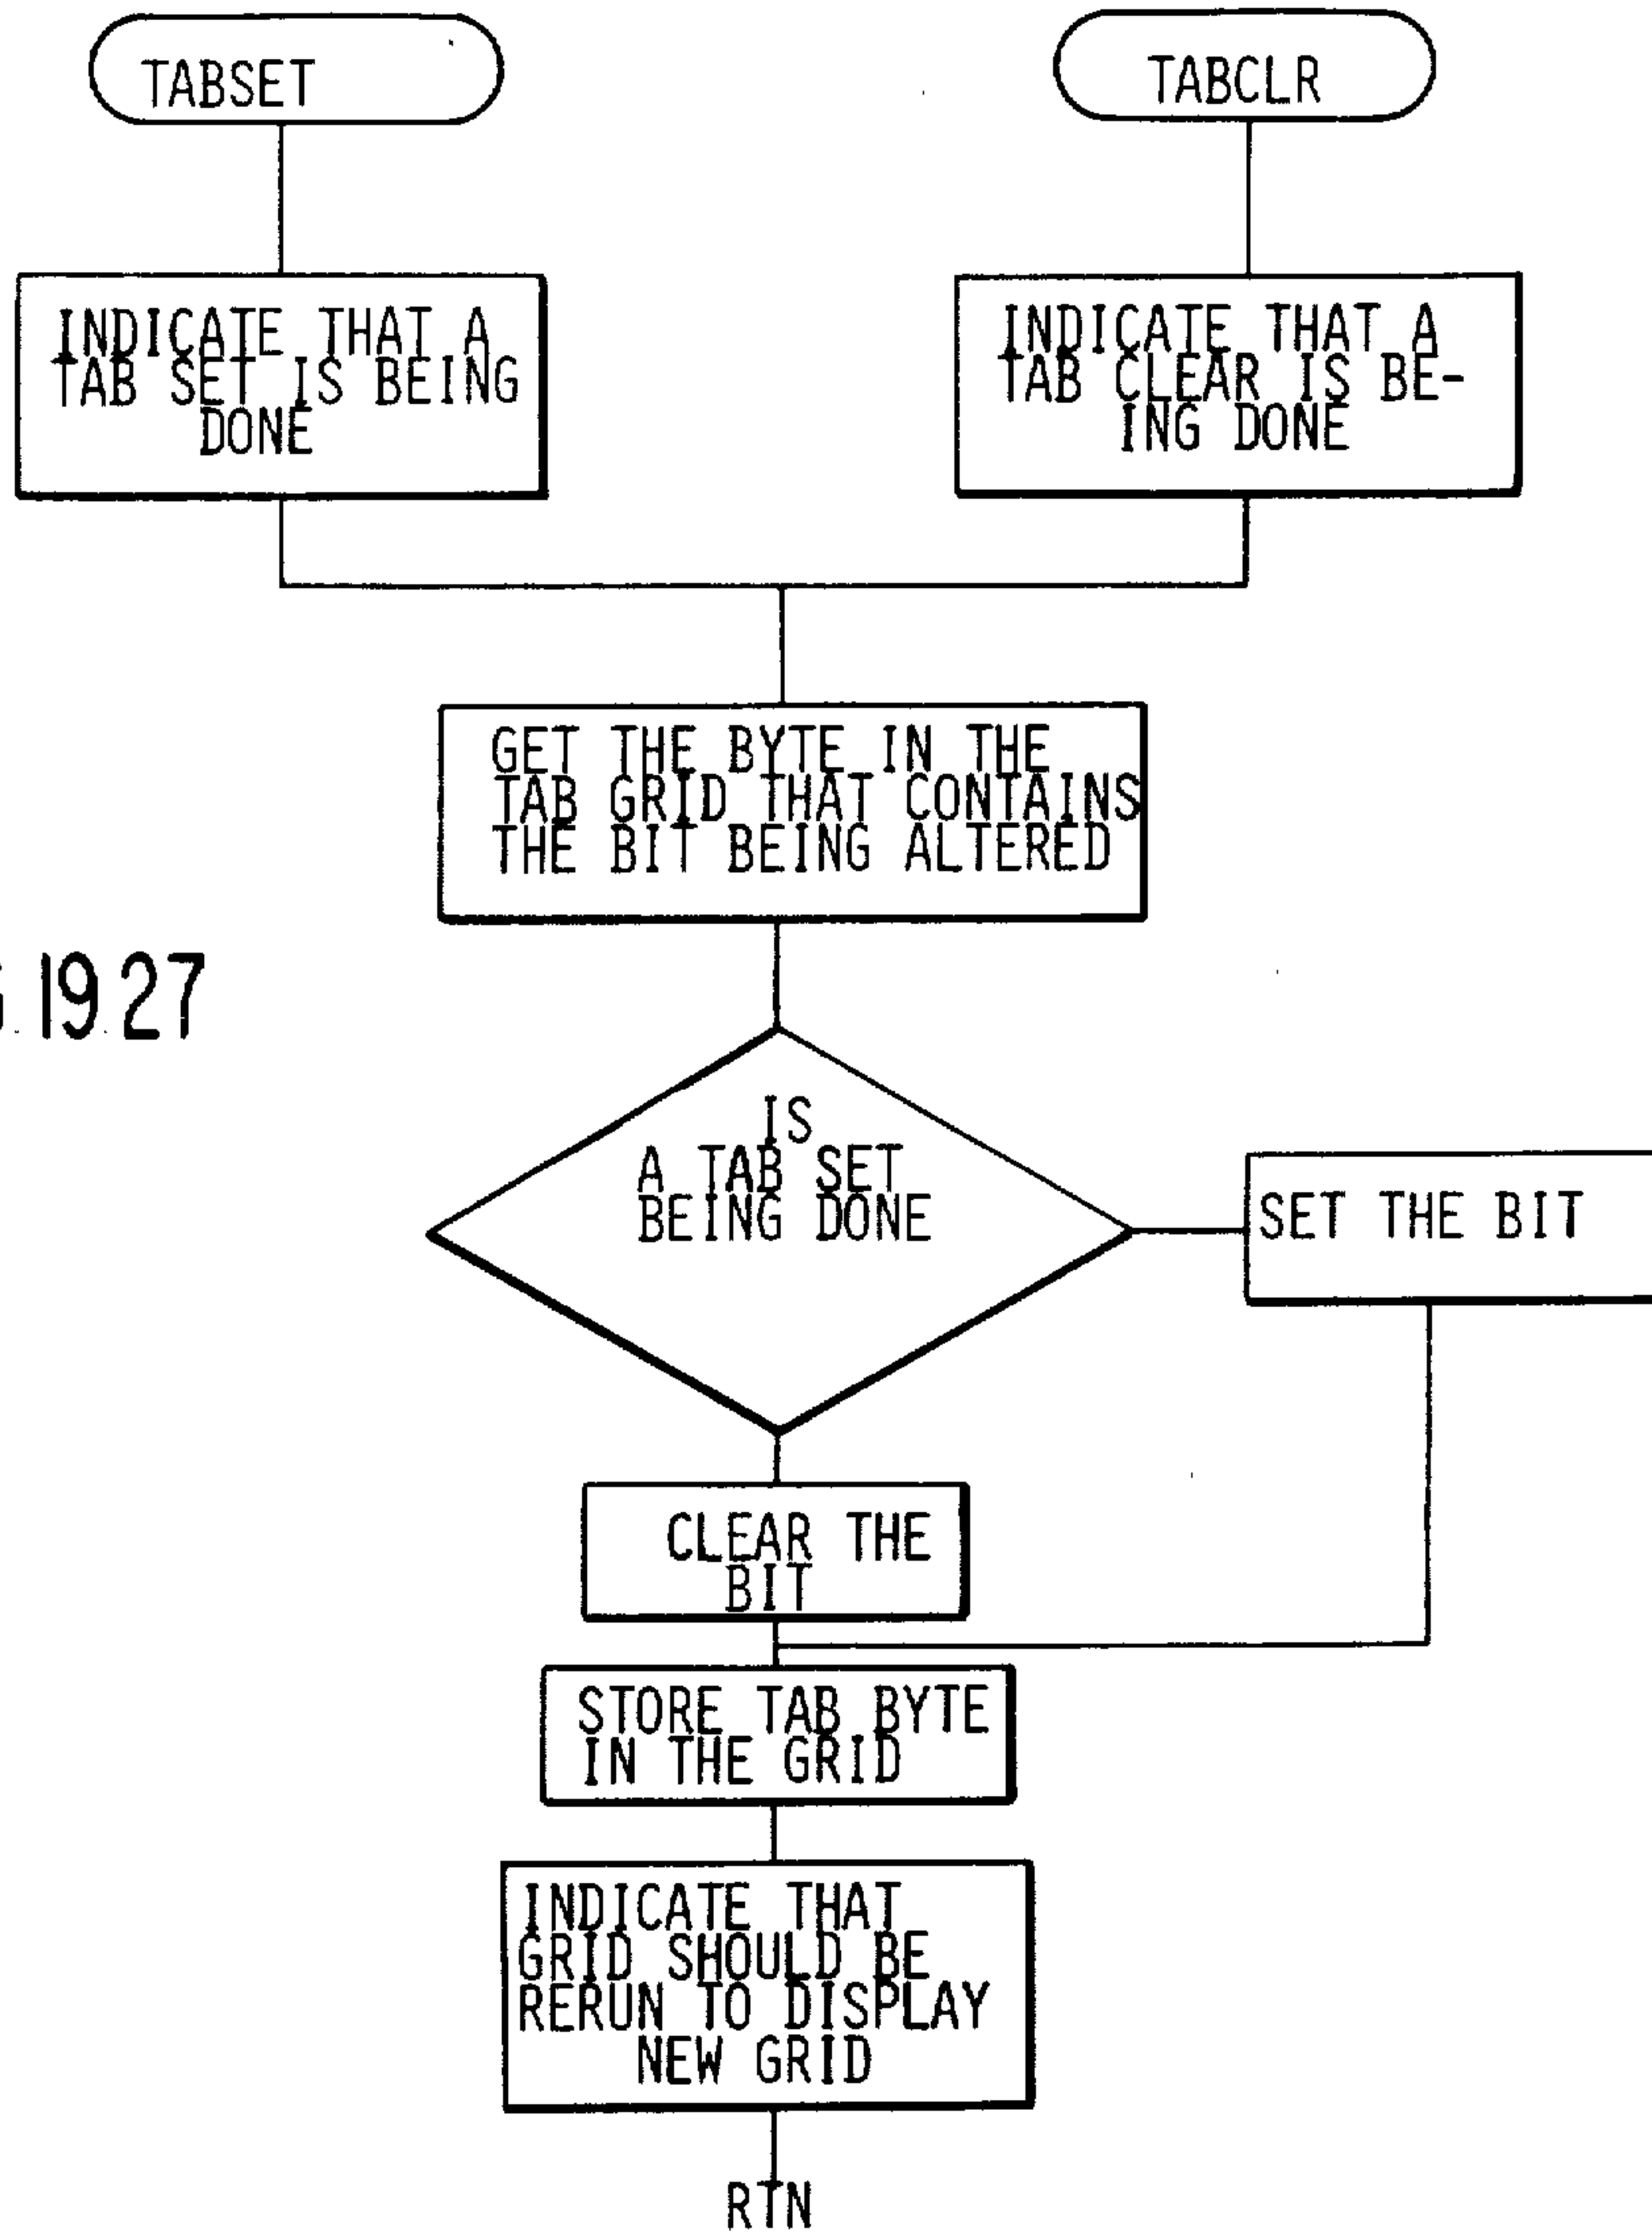 TABSET
TABCLR
INDICATE THAT A
TAB SET IS BEING
DONE
INDICATE THAT A
TAB CLEAR IS BE-
ING DONE
GET THE BYTE IN THE
TAB GRID THAT CONTAINS
THE BIT BEING ALTERED
19.27
IS
A TAB SET
BEING DONE
SET THE BIT
CLEAR THE
BIT
STORE TAB BYTE
IN THE GRID
INDICATE THAT
GRID SHOULD BE
RERUN TO DISPLAY
NEW GRID
RTN